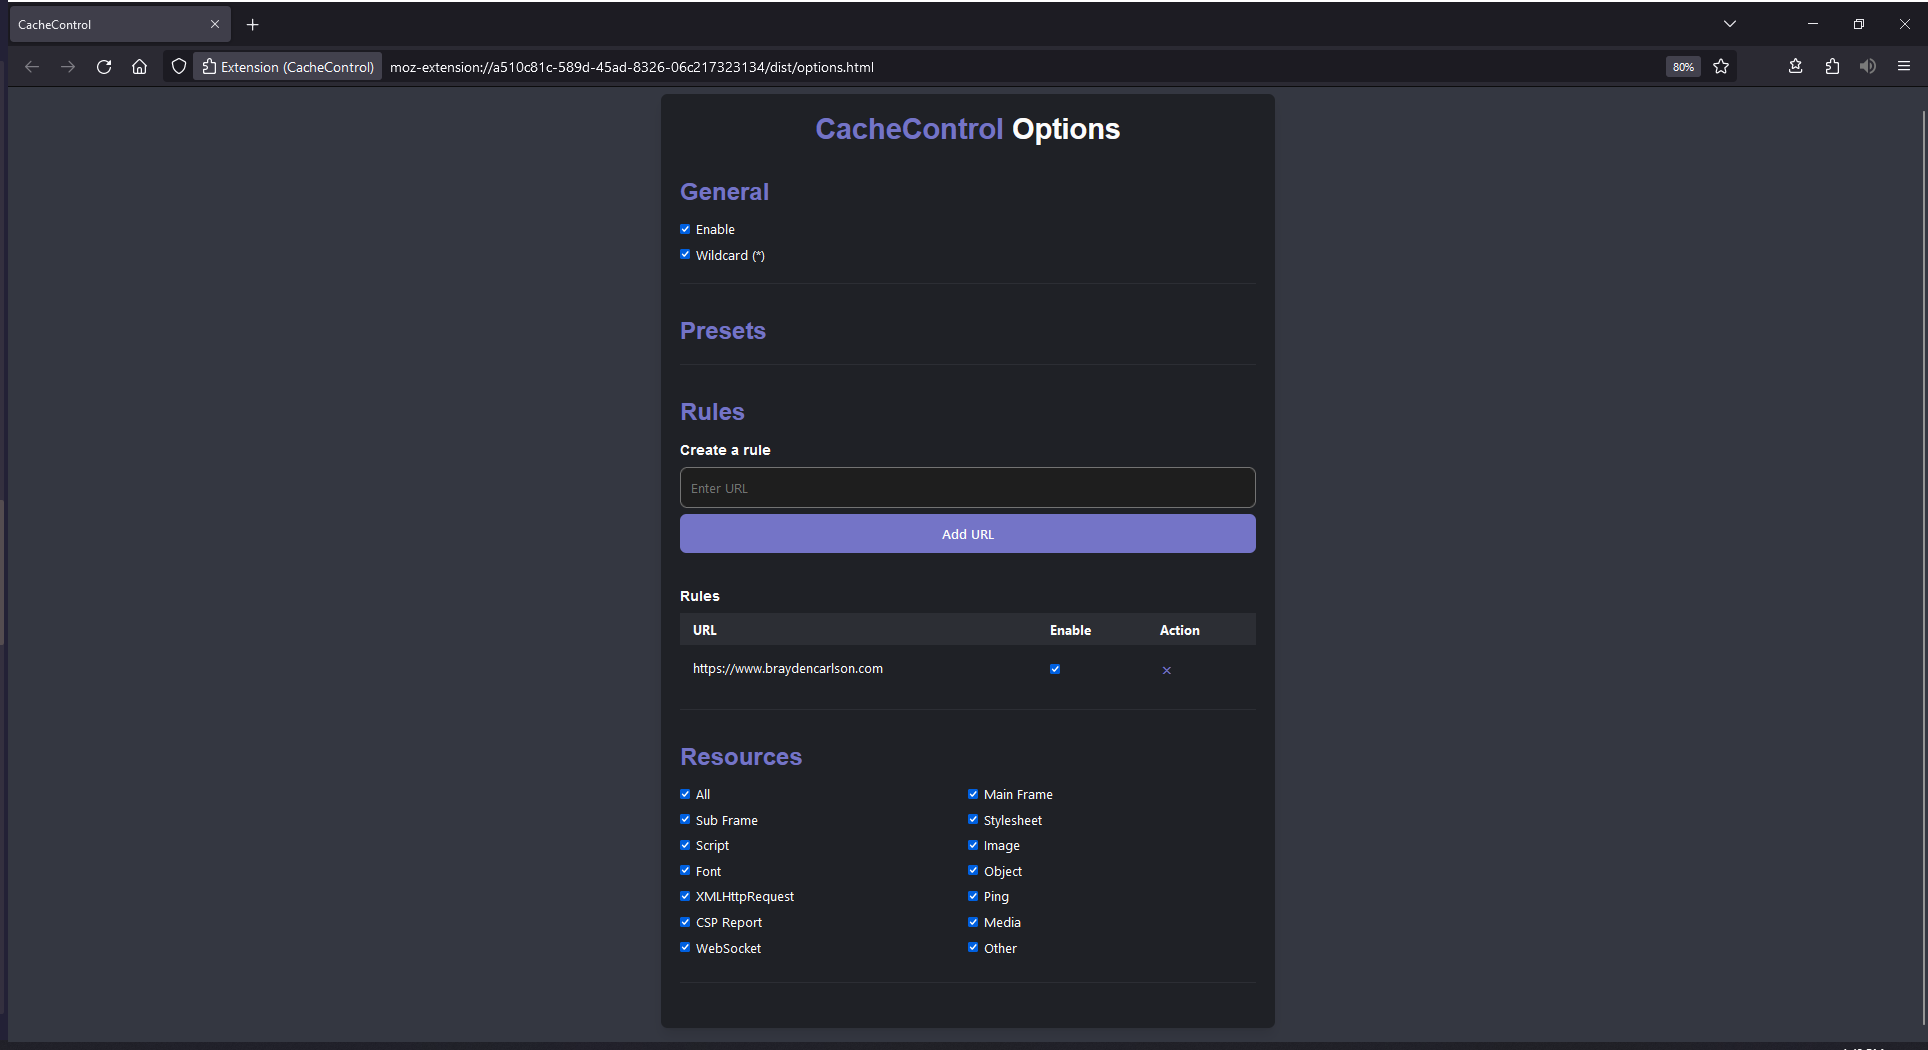 CacheControl
Extension (CacheControl) moz-extension://a510c81c-589d-45ad-8326-06c217323134/dist/options.html 80%
CacheControl Options
General
Enable
Wildcard (*)
Presets
Rules
Create a rule
Enter URL
Add URL
Rules
URL Enable Action
https://www.braydencarlson.com
Resources
All Main Frame
Sub Frame Stylesheet
Script Image
Font Object
XMLHttpRequest Ping
CSP Report Media
WebSocket Other